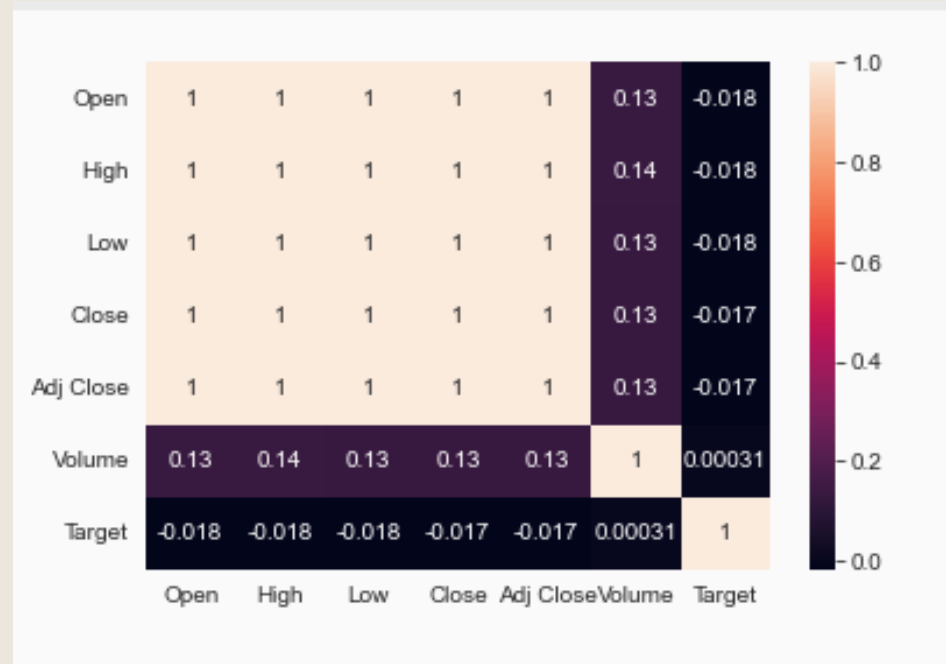 Open 1 1 1 1 1 0.13 -0.018
High 1 1 1 1 1 0.14 -0.018
Low 1 1 1 1 1 0.13 -0.018
Close 1 1 1 1 1 0.13 -0.017
Adj Close 1 1 1 1 1 0.13 -0.017
Volume 0.13 0.14 0.13 0.13 0.13 1 0.00031
Target -0.018 -0.018 -0.018 -0.017 -0.017 0.00031 1
Open High Low Close Adj Close Volume Target
1.0
0.8
0.6
0.4
0.2
0.0